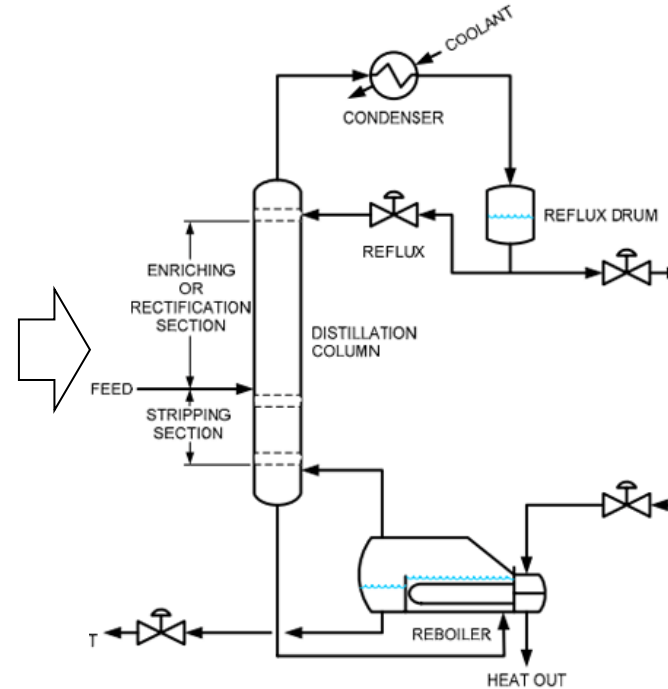 COOLANT
CONDENSER
REFLUX DRUM
REFLUX
ENRICHING
OR
RECTIFICATION
SECTION
DISTILLATION
COLUMN
FEED
STRIPPING
SECTION
REBOILER
T
HEAT OUT